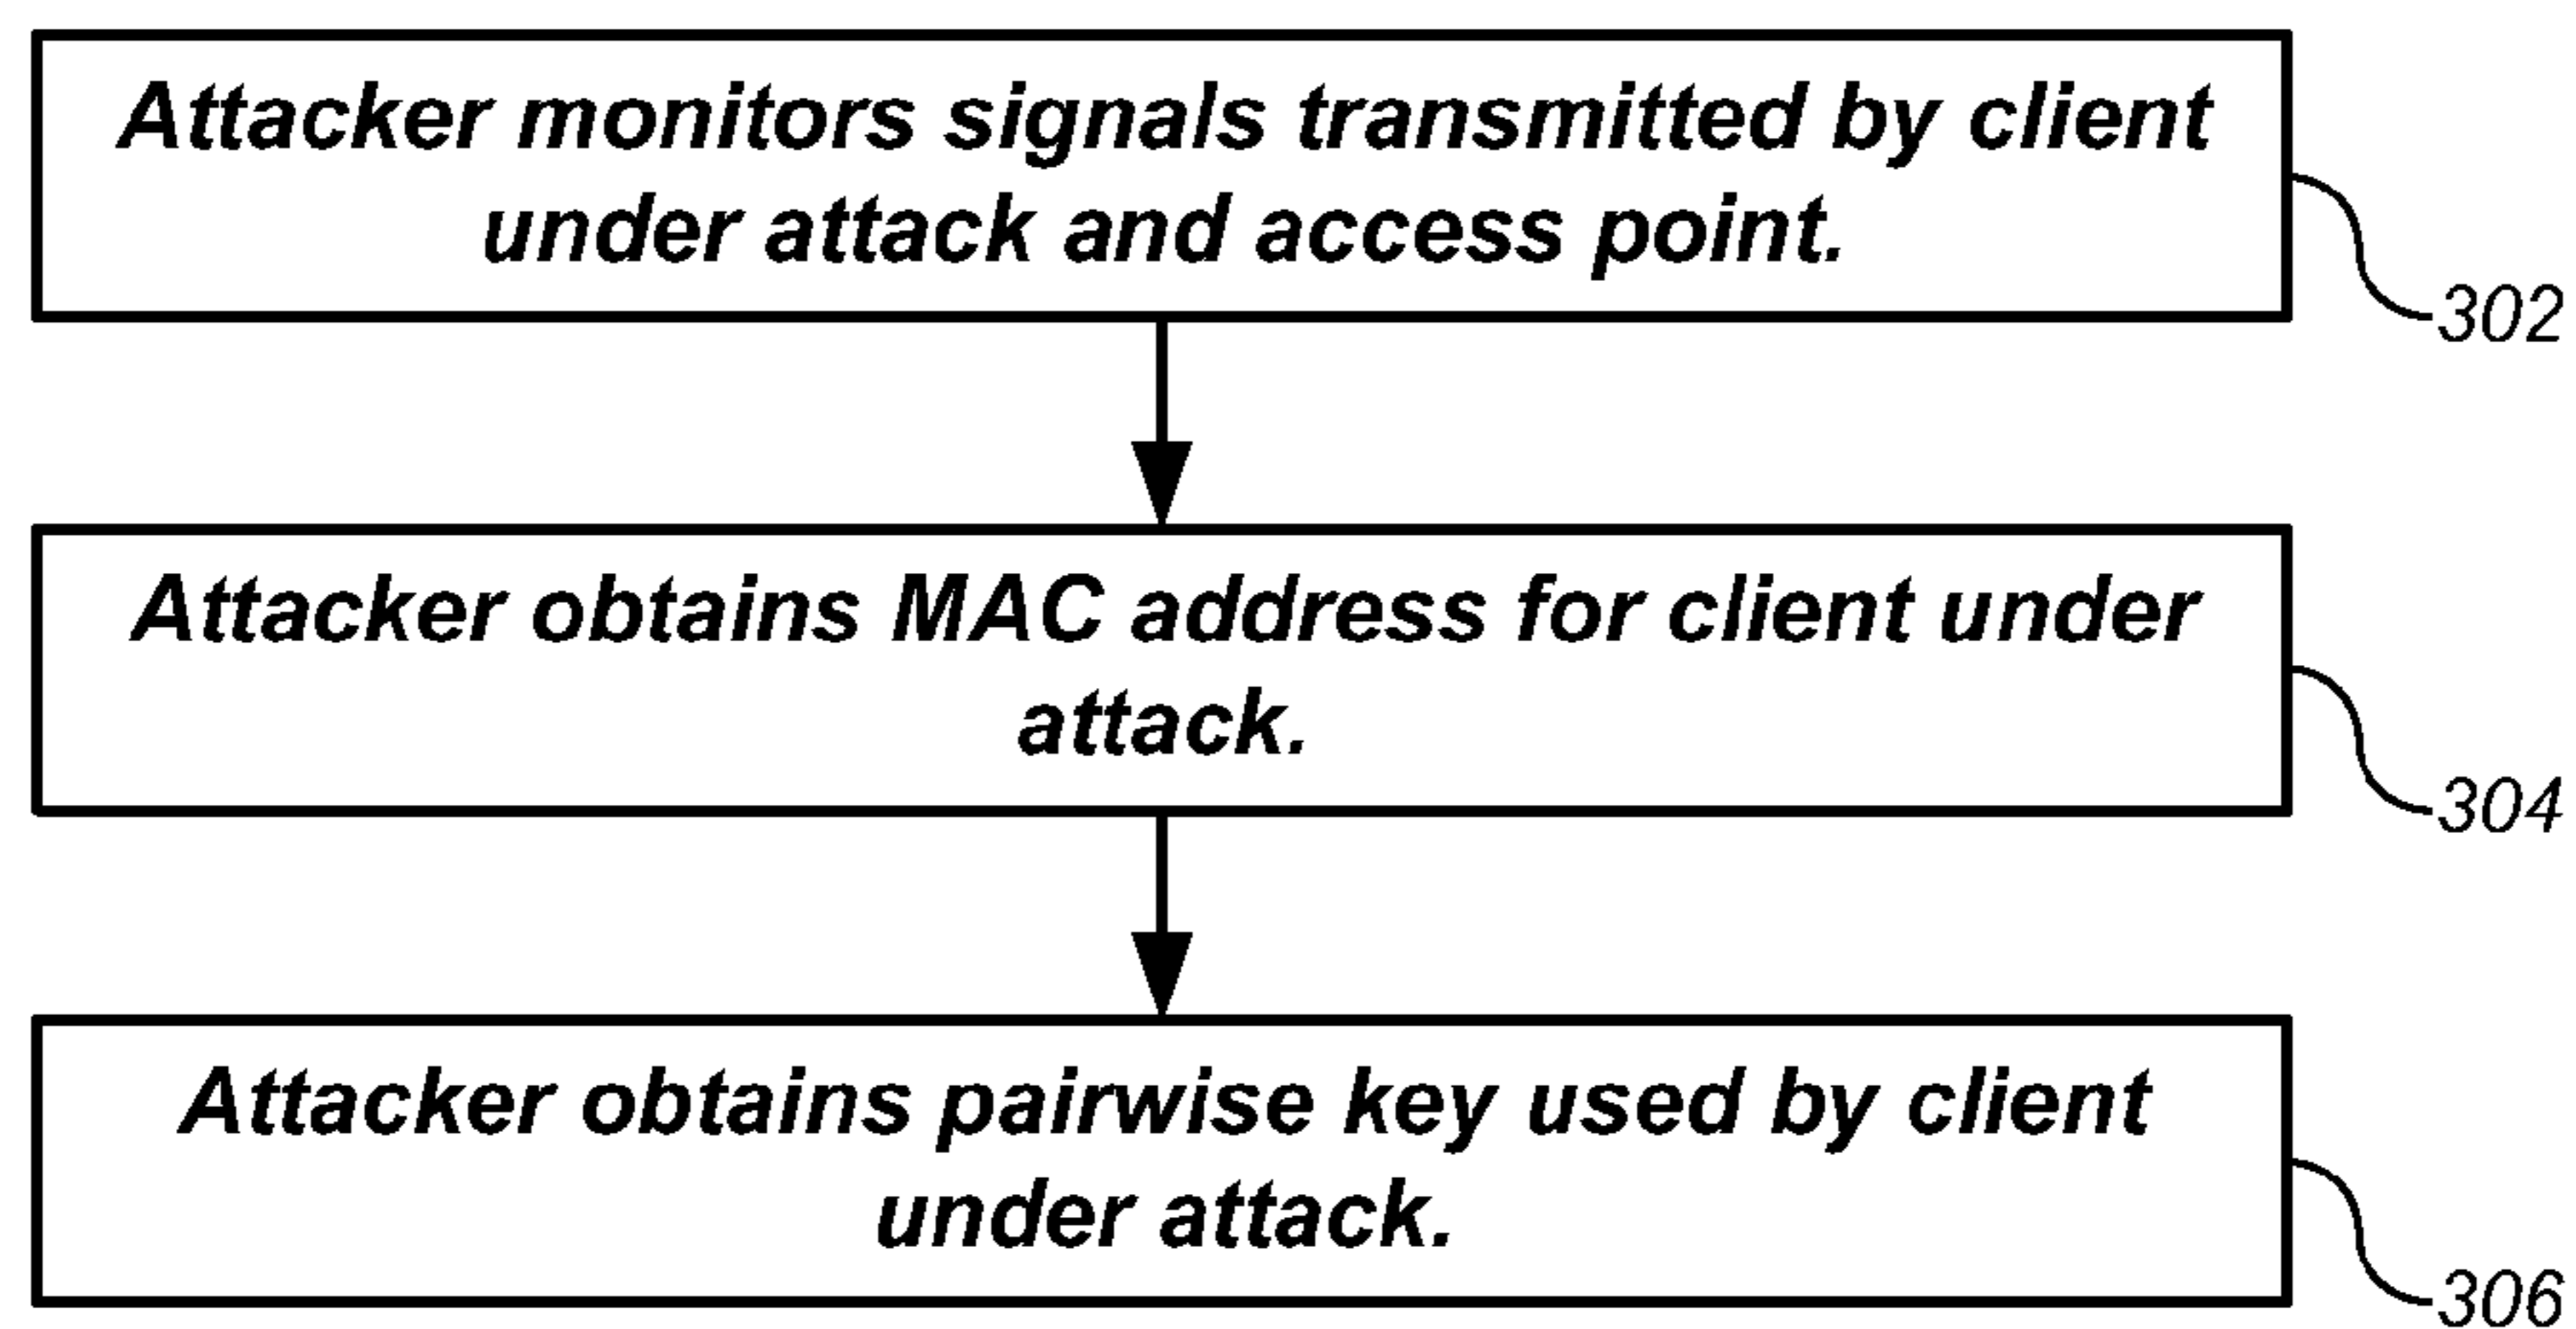 Attacker monitors signals transmitted by client
under attack and access point.
302
Attacker obtains MAC address for client under
attack.
304
Attacker obtains pairwise key used by client
under attack.
306